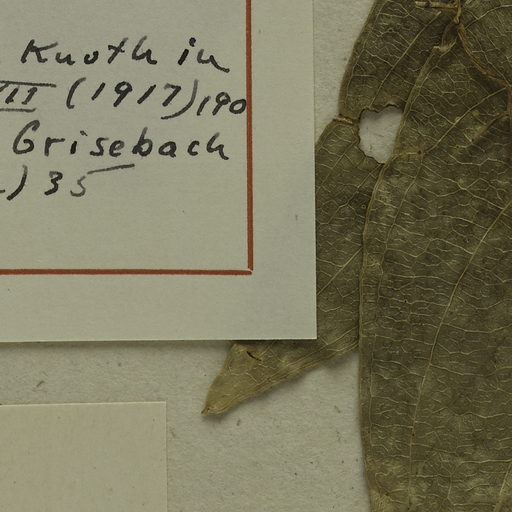 Knuth in
VII (1917) 190
Grisebach
) 35